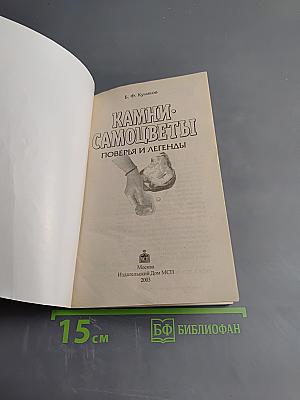 Б. Ф. Куликов
КАМНИ-
САМОЦВЕТЫ
ПОВЕРЬЯ И ЛЕГЕНДЫ
Москва
Издательский Дом МСП
2003
15 см
БФ БИБЛИОФАН